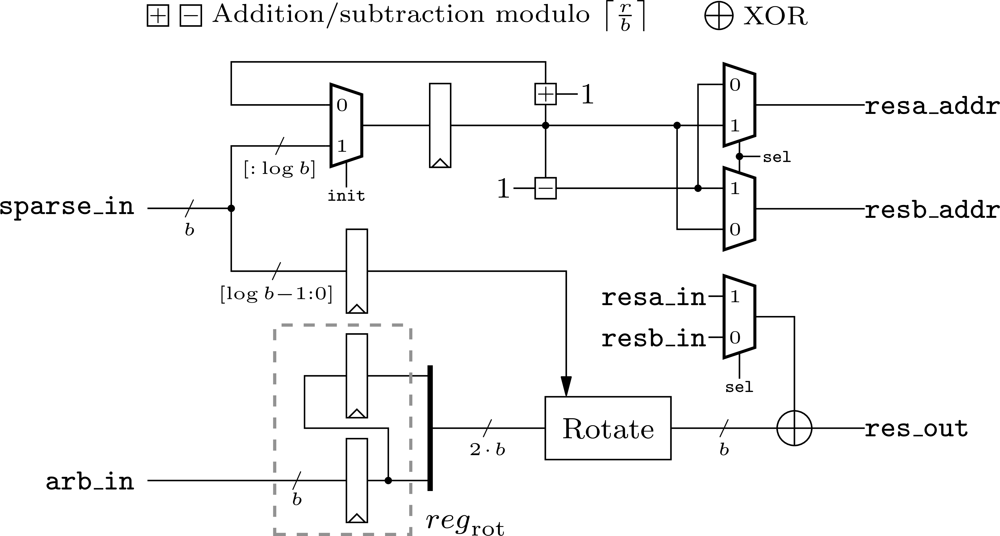 + − Addition/subtraction modulo ⌈r/b⌉ ⊕ XOR
0
1
[: log b]
init
+ 1
1 −
0
1
resa_addr
sel
1
0
resb_addr
sparse_in
b
[log b−1:0]
resa_in 1
resb_in 0
sel
2·b
Rotate
b
res_out
arb_in
b
reg_rot